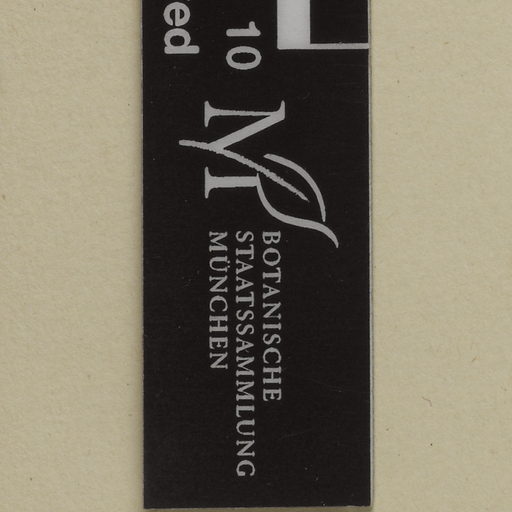 10
ed
M
BOTANISCHE
STAATSSAMMLUNG
MÜNCHEN